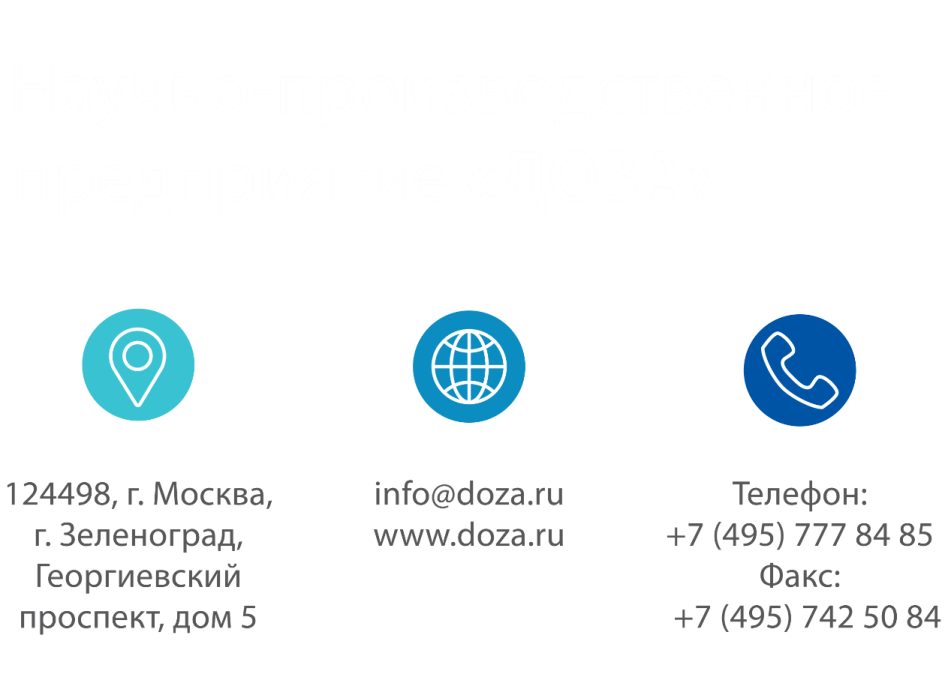 124498, г. Москва,
г. Зеленоград,
Георгиевский
проспект, дом 5
info@doza.ru
www.doza.ru
Телефон:
+7 (495) 777 84 85
Факс:
+7 (495) 742 50 84